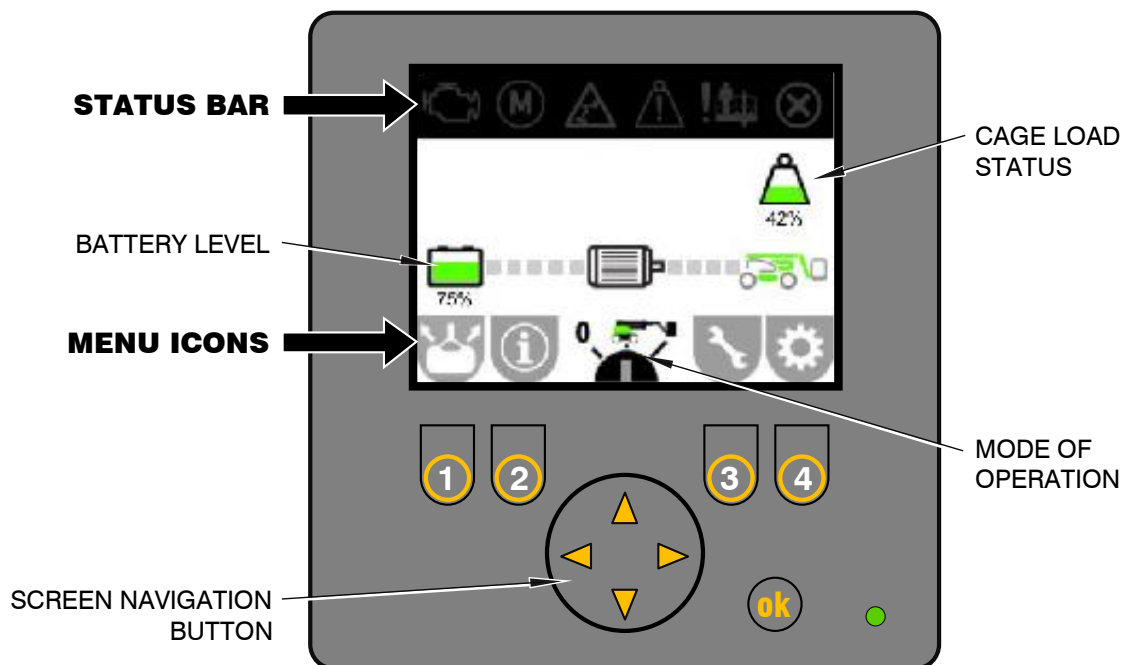 STATUS BAR
M
!
!
CAGE LOAD
STATUS
42%
BATTERY LEVEL
75%
MENU ICONS
i
0
MODE OF
OPERATION
1
2
3
4
SCREEN NAVIGATION
BUTTON
ok